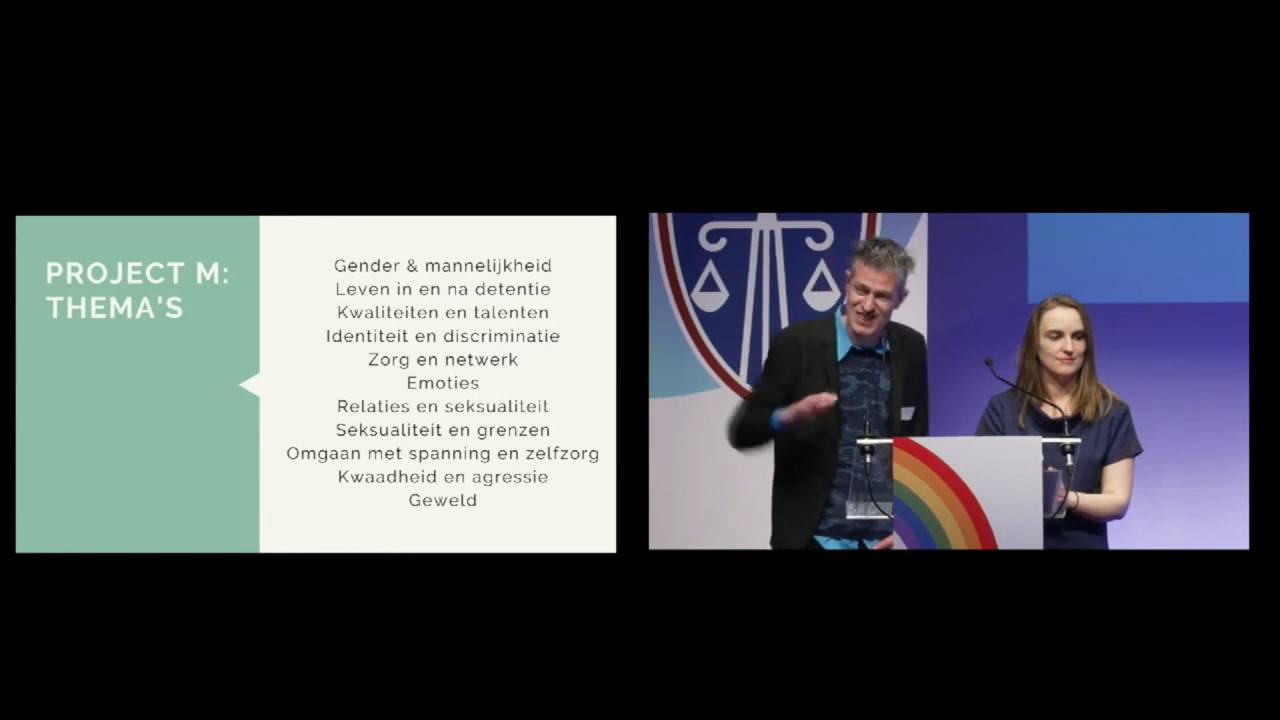 PROJECT M:
THEMA'S
Gender & mannelijkheid
Leven in en na detentie
Kwaliteiten en talenten
Identiteit en discriminatie
Zorg en netwerk
Emoties
Relaties en seksualiteit
Seksualiteit en grenzen
Omgaan met spanning en zelfzorg
Kwaadheid en agressie
Geweld